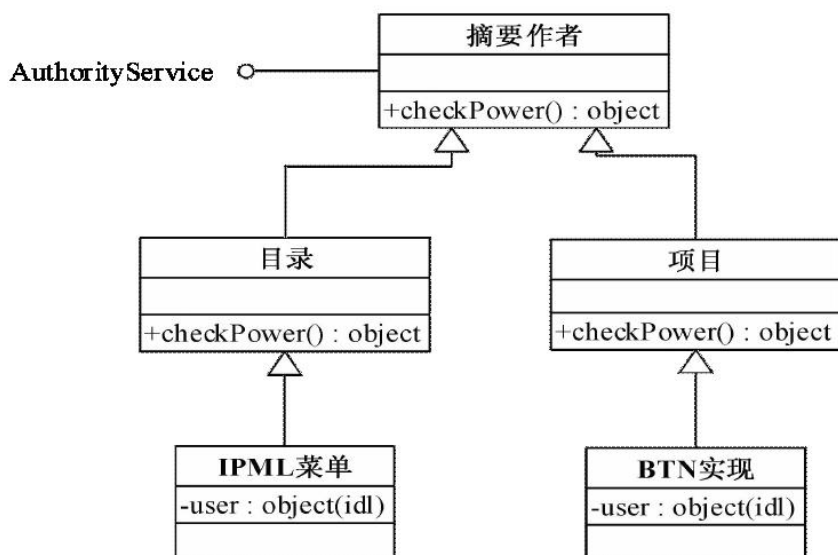 摘要作者
AuthorityService
+checkPower() : object
目录
+checkPower() : object
项目
+checkPower() : object
IPML菜单
-user : object(idl)
BTN实现
-user : object(idl)